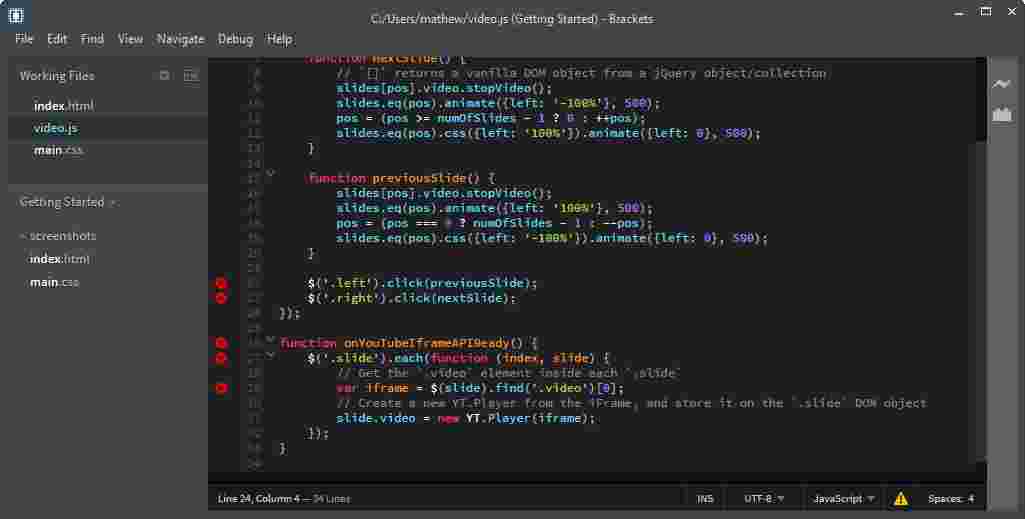 C:/Users/mathew/video.js (Getting Started) - Brackets
File Edit Find View Navigate Debug Help
Working Files
index.html
video.js
main.css
Getting Started
screenshots
index.html
main.css
function nextSlide() {
// `[]` returns a vanilla DOM object from a jQuery object/collection
slides[pos].video.stopVideo();
slides.eq(pos).animate({left: '-100%'}, 500);
pos = (pos >= numOfSlides - 1 ? 0 : ++pos);
slides.eq(pos).css({left: '100%'}).animate({left: 0}, 500);
}
function previousSlide() {
slides[pos].video.stopVideo();
slides.eq(pos).animate({left: '100%'}, 500);
pos = (pos === 0 ? numOfSlides - 1 : --pos);
slides.eq(pos).css({left: '-100%'}).animate({left: 0}, 500);
}
$('.left').click(previousSlide);
$('.right').click(nextSlide);
});
function onYouTubeIframeAPIReady() {
$('.slide').each(function (index, slide) {
// Get the `.video` element inside each `.slide`
var iframe = $(slide).find('.video')[0];
// Create a new YT.Player from the iFrame, and store it on the `.slide` DOM object
slide.video = new YT.Player(iframe);
});
}
Line 24, Column 4 — 34 Lines
INS UTF-8 JavaScript Spaces: 4